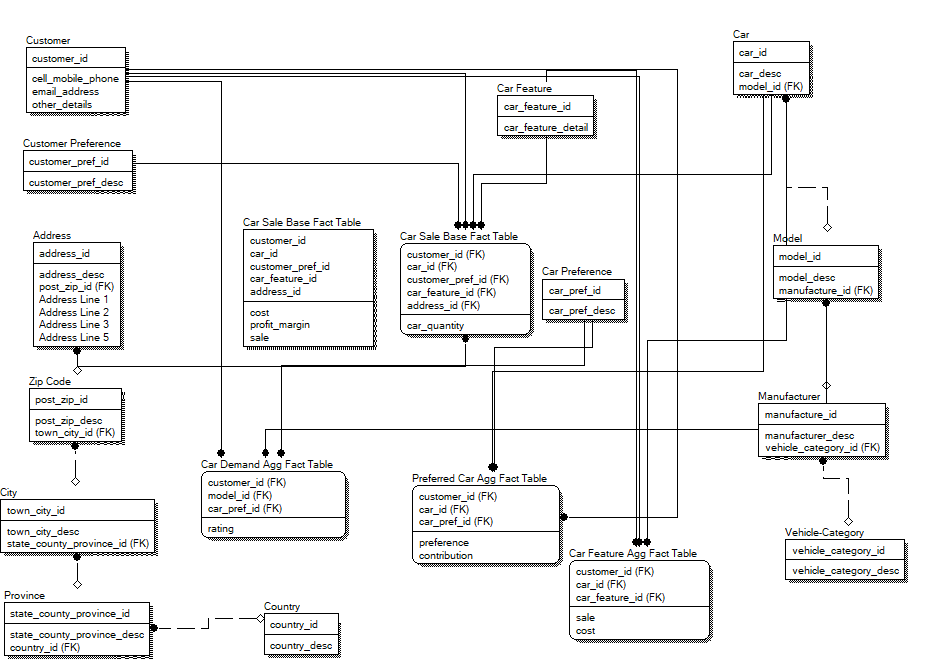 Customer
customer_id
cell_mobile_phone
email_address
other_details
Car
car_id
car_desc
model_id (FK)
Car Feature
car_feature_id
car_feature_detail
Customer Preference
customer_pref_id
customer_pref_desc
Address
address_id
address_desc
post_zip_id (FK)
Address Line 1
Address Line 2
Address Line 3
Address Line 5
Car Sale Base Fact Table
customer_id
car_id
customer_pref_id
car_feature_id
address_id
cost
profit_margin
sale
Car Sale Base Fact Table
customer_id (FK)
car_id (FK)
customer_pref_id (FK)
car_feature_id (FK)
address_id (FK)
car_quantity
Car Preference
car_pref_id
car_pref_desc
Model
model_id
model_desc
manufacture_id (FK)
Zip Code
post_zip_id
post_zip_desc
town_city_id (FK)
Manufacturer
manufacture_id
manufacturer_desc
vehicle_category_id (FK)
Car Demand Agg Fact Table
customer_id (FK)
model_id (FK)
car_pref_id (FK)
rating
Preferred Car Agg Fact Table
customer_id (FK)
car_id (FK)
car_pref_id (FK)
preference
contribution
City
town_city_id
town_city_desc
state_county_province_id (FK)
Vehicle-Category
vehicle_category_id
vehicle_category_desc
Car Feature Agg Fact Table
customer_id (FK)
car_id (FK)
car_feature_id (FK)
sale
cost
Province
state_county_province_id
state_county_province_desc
country_id (FK)
Country
country_id
country_desc